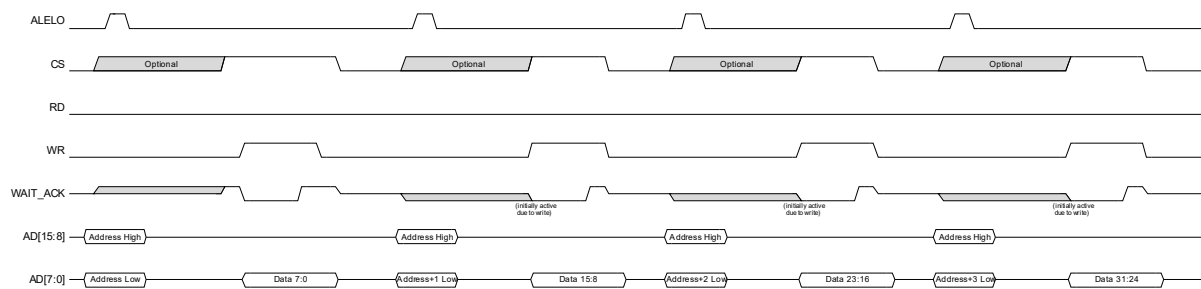 ALELO
CS
Optional
Optional
Optional
Optional
RD
WR
WAIT_ACK
(initially active
due to write)
(initially active
due to write)
(initially active
due to write)
AD[15:8]
Address High
Address High
Address High
Address High
AD[7:0]
Address Low
Data 7:0
Address+1 Low
Data 15:8
Address+2 Low
Data 23:16
Address+3 Low
Data 31:24